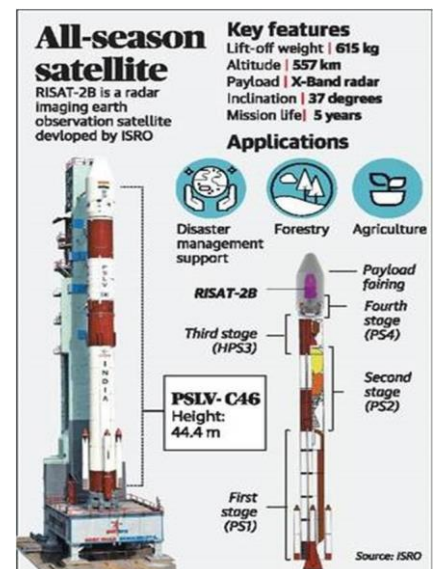 All-season
satellite
RISAT-2B is a radar
imaging earth
observation satellite
devloped by ISRO
Key features
Lift-off weight | 615 kg
Altitude | 557 km
Payload | X-Band radar
Inclination | 37 degrees
Mission life| 5 years
Applications
Disaster
management
support
Forestry
Agriculture
RISAT-2B
Payload
fairing
Fourth
stage
(PS4)
Third stage
(HPS3)
Second
stage
(PS2)
PSLV- C46
Height:
44.4 m
First
stage
(PS1)
PSLV
INDIA
Source: ISRO